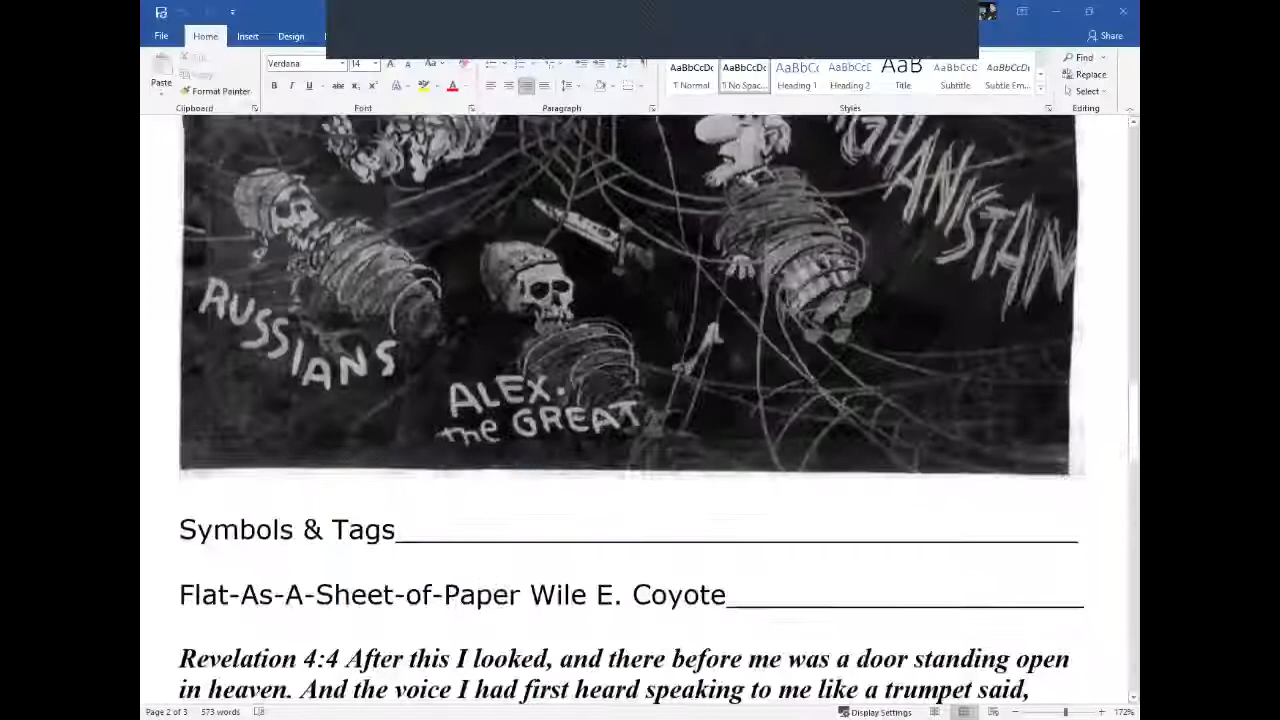 File Home Insert Design Share
Paste Format Painter Verdana 14 Find
AaBbCcDc AaBbCcDc AaBbCc AaBbCcE AaB AaBbCcD AaBbCcDc Replace
¶ Normal ¶ No Spac... Heading 1 Heading 2 Title Subtitle Subtle Em... Select
Clipboard Font Paragraph Styles Editing
GHANISTAN
RUSSIANS
ALEX.
the GREAT
Symbols & Tags
Flat-As-A-Sheet-of-Paper Wile E. Coyote
Revelation 4:4 After this I looked, and there before me was a door standing open
in heaven. And the voice I had first heard speaking to me like a trumpet said,
Page 2 of 3 573 words Display Settings 172%